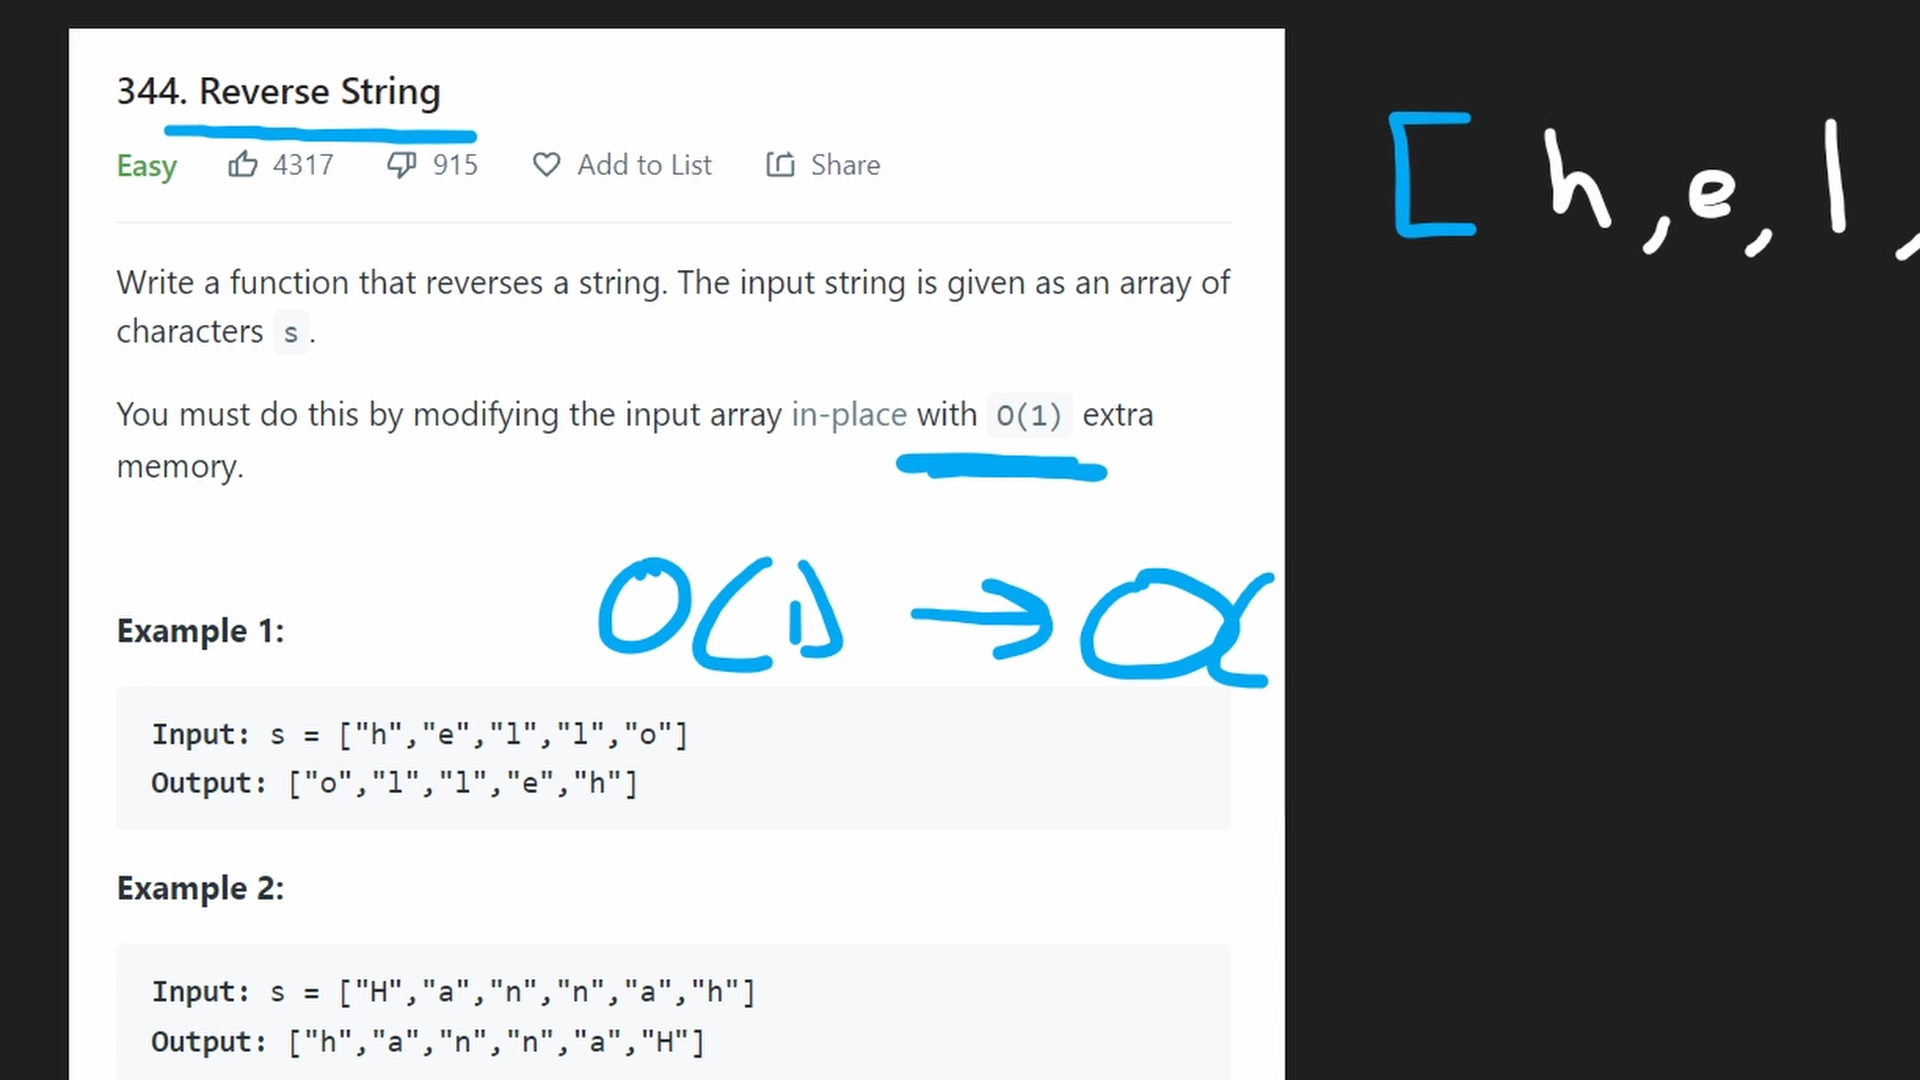 344. Reverse String
Easy 4317 915 Add to List Share
Write a function that reverses a string. The input string is given as an array of
characters s.
You must do this by modifying the input array in-place with O(1) extra
memory.
O(1) → O(
Example 1:
Input: s = ["h","e","l","l","o"]
Output: ["o","l","l","e","h"]
Example 2:
Input: s = ["H","a","n","n","a","h"]
Output: ["h","a","n","n","a","H"]
[ h, e, l,